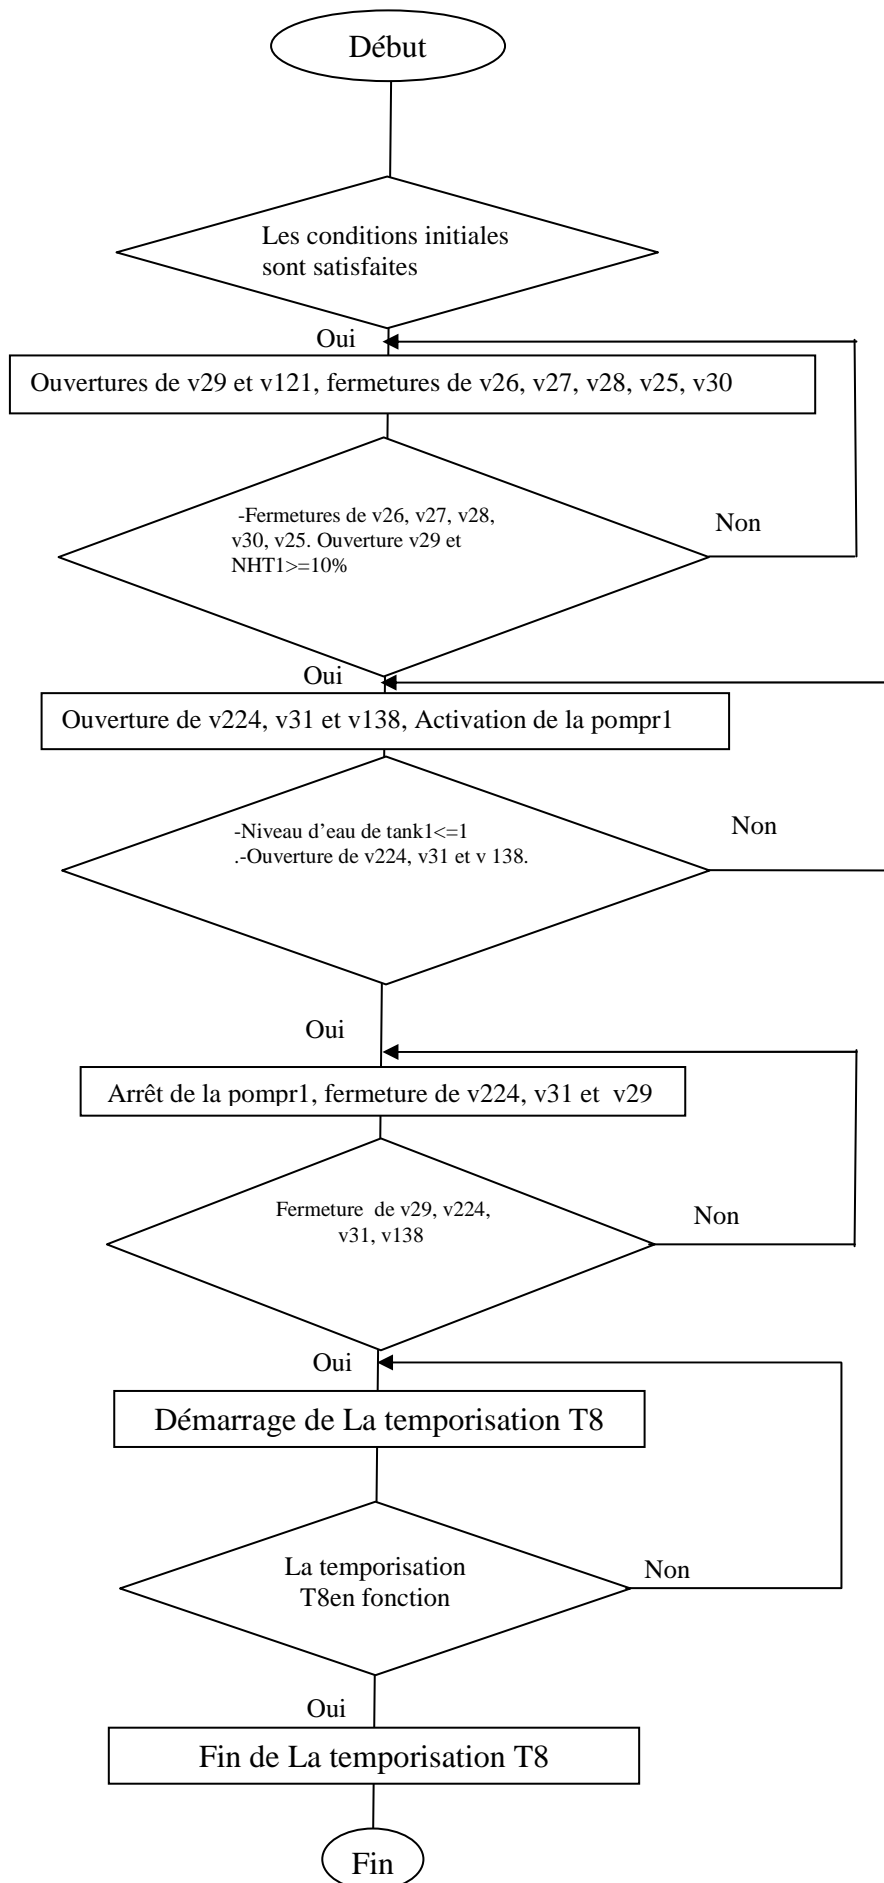 Début
Les conditions initiales
sont satisfaites
Oui
Ouvertures de v29 et v121, fermetures de v26, v27, v28, v25, v30
-Fermetures de v26, v27, v28,
v30, v25. Ouverture v29 et
NHT1>=10%
Non
Oui
Ouverture de v224, v31 et v138, Activation de la pompr1
-Niveau d’eau de tank1<=1
.-Ouverture de v224, v31 et v 138.
Non
Oui
Arrêt de la pompr1, fermeture de v224, v31 et v29
Fermeture de v29, v224,
v31, v138
Non
Oui
Démarrage de La temporisation T8
La temporisation
T8en fonction
Non
Oui
Fin de La temporisation T8
Fin